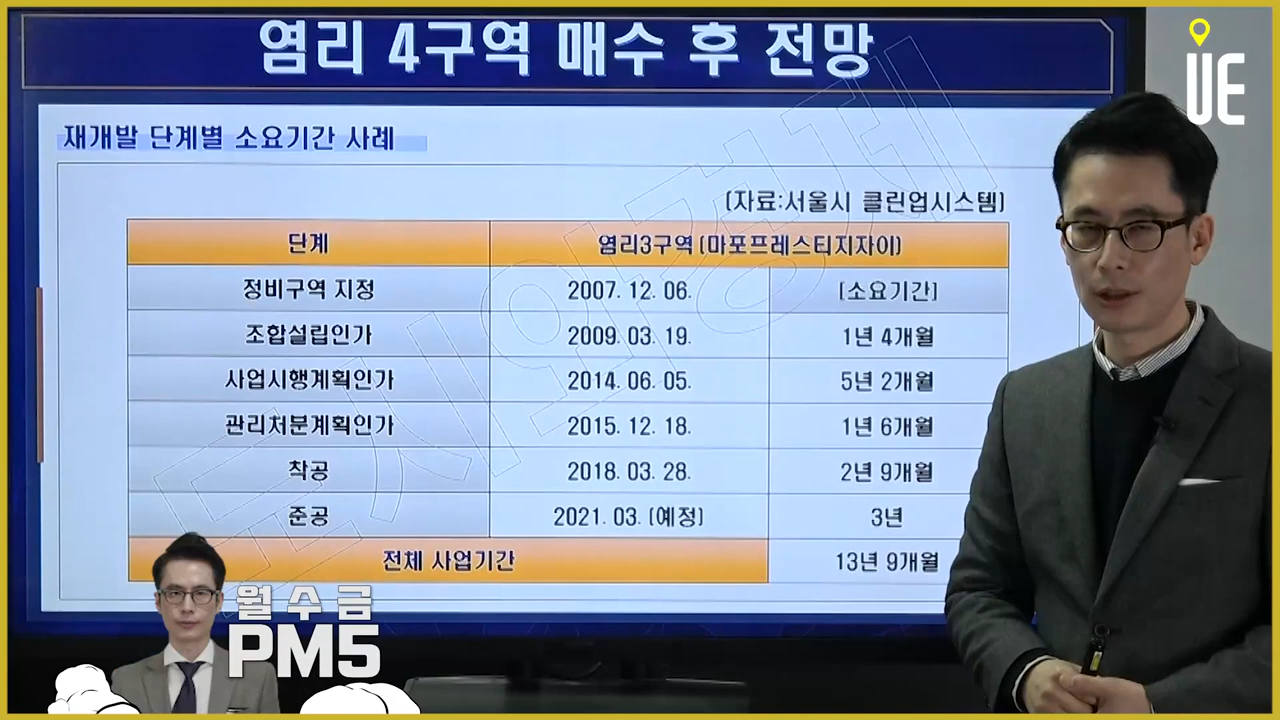 염리 4구역 매수 후 전망
UE
재개발 단계별 소요기간 사례
(자료:서울시 클린업시스템)
단계 염리3구역(마포프레스티지자이)
정비구역 지정 2007. 12. 06. (소요기간)
조합설립인가 2009. 03. 19. 1년 4개월
사업시행계획인가 2014. 06. 05. 5년 2개월
관리처분계획인가 2015. 12. 18. 1년 6개월
착공 2018. 03. 28. 2년 9개월
준공 2021. 03. (예정) 3년
전체 사업기간 13년 9개월
도시와경제
월수금
PM5